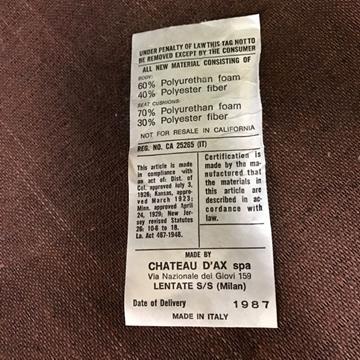 UNDER PENALTY OF LAW THIS TAG NOT TO
BE REMOVED EXCEPT BY THE CONSUMER
ALL NEW MATERIAL CONSISTING OF
BODY:
60% Polyurethan foam
40% Polyester fiber
SEAT CUSHIONS:
70% Polyurethan foam
30% Polyester fiber
NOT FOR RESALE IN CALIFORNIA
REG. NO. CA 25265 (IT)
This article is made
in compliance with
an act of: Dist. of
Col. approved July 3,
1926; Kansas, appro-
ved March 1923;
Minn. approved April
24, 1929; New Jer-
sey revised Statutes
26: 10-6 to 18.
La. Act 467-1948.
Certification is
made by the ma-
nufactured that
the materials in
this article are
described in ac-
cordance with
law.
MADE BY
CHATEAU D'AX spa
Via Nazionale dei Giovi 159
LENTATE S/S (Milan)
Date of Delivery 1987
MADE IN ITALY